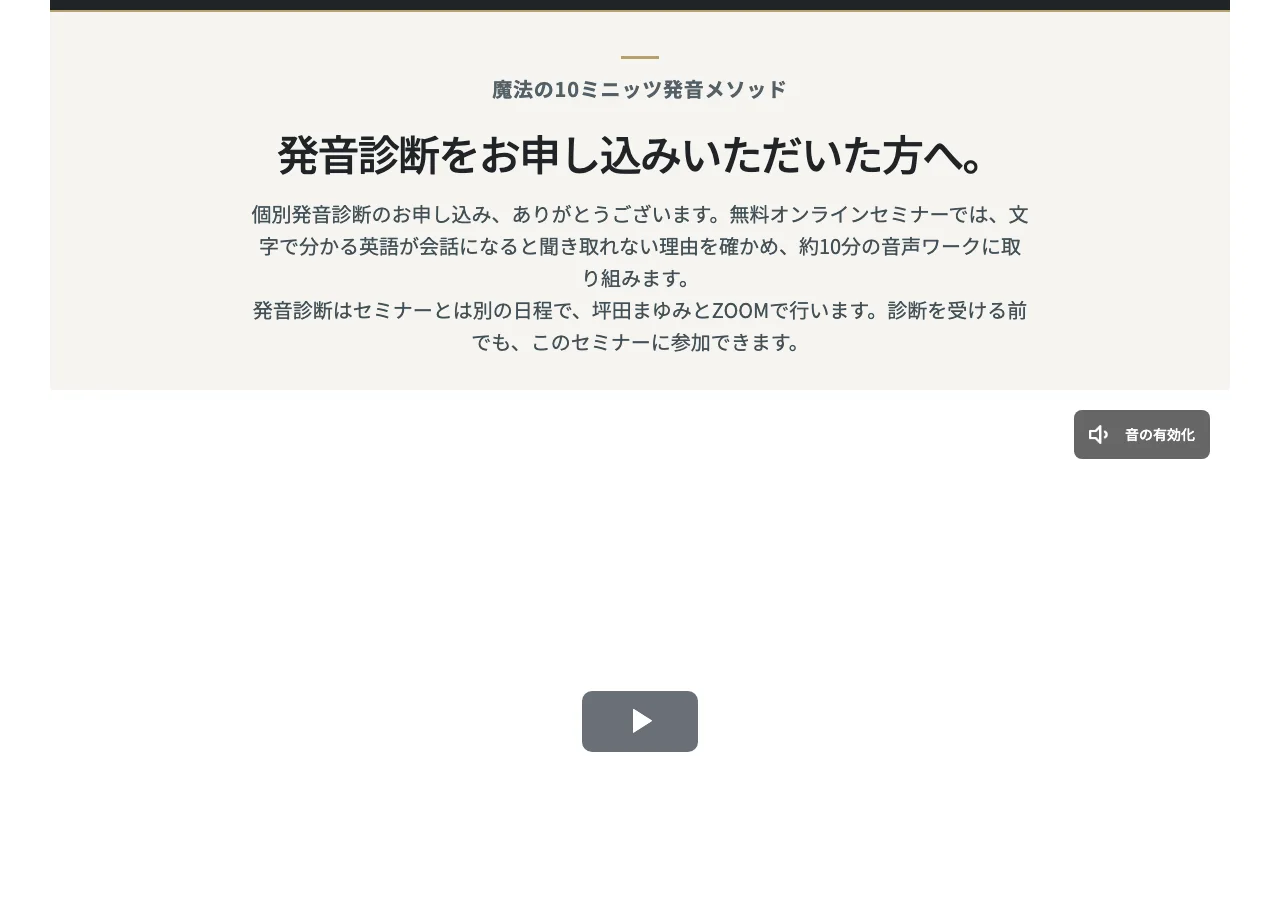 魔法の10ミニッツ発音メソッド
発音診断をお申し込みいただいた方へ。
個別発音診断のお申し込み、ありがとうございます。無料オンラインセミナーでは、文
字で分かる英語が会話になると聞き取れない理由を確かめ、約10分の音声ワークに取
り組みます。
発音診断はセミナーとは別の日程で、坪田まゆみとZOOMで行います。診断を受ける前
でも、このセミナーに参加できます。
音の有効化